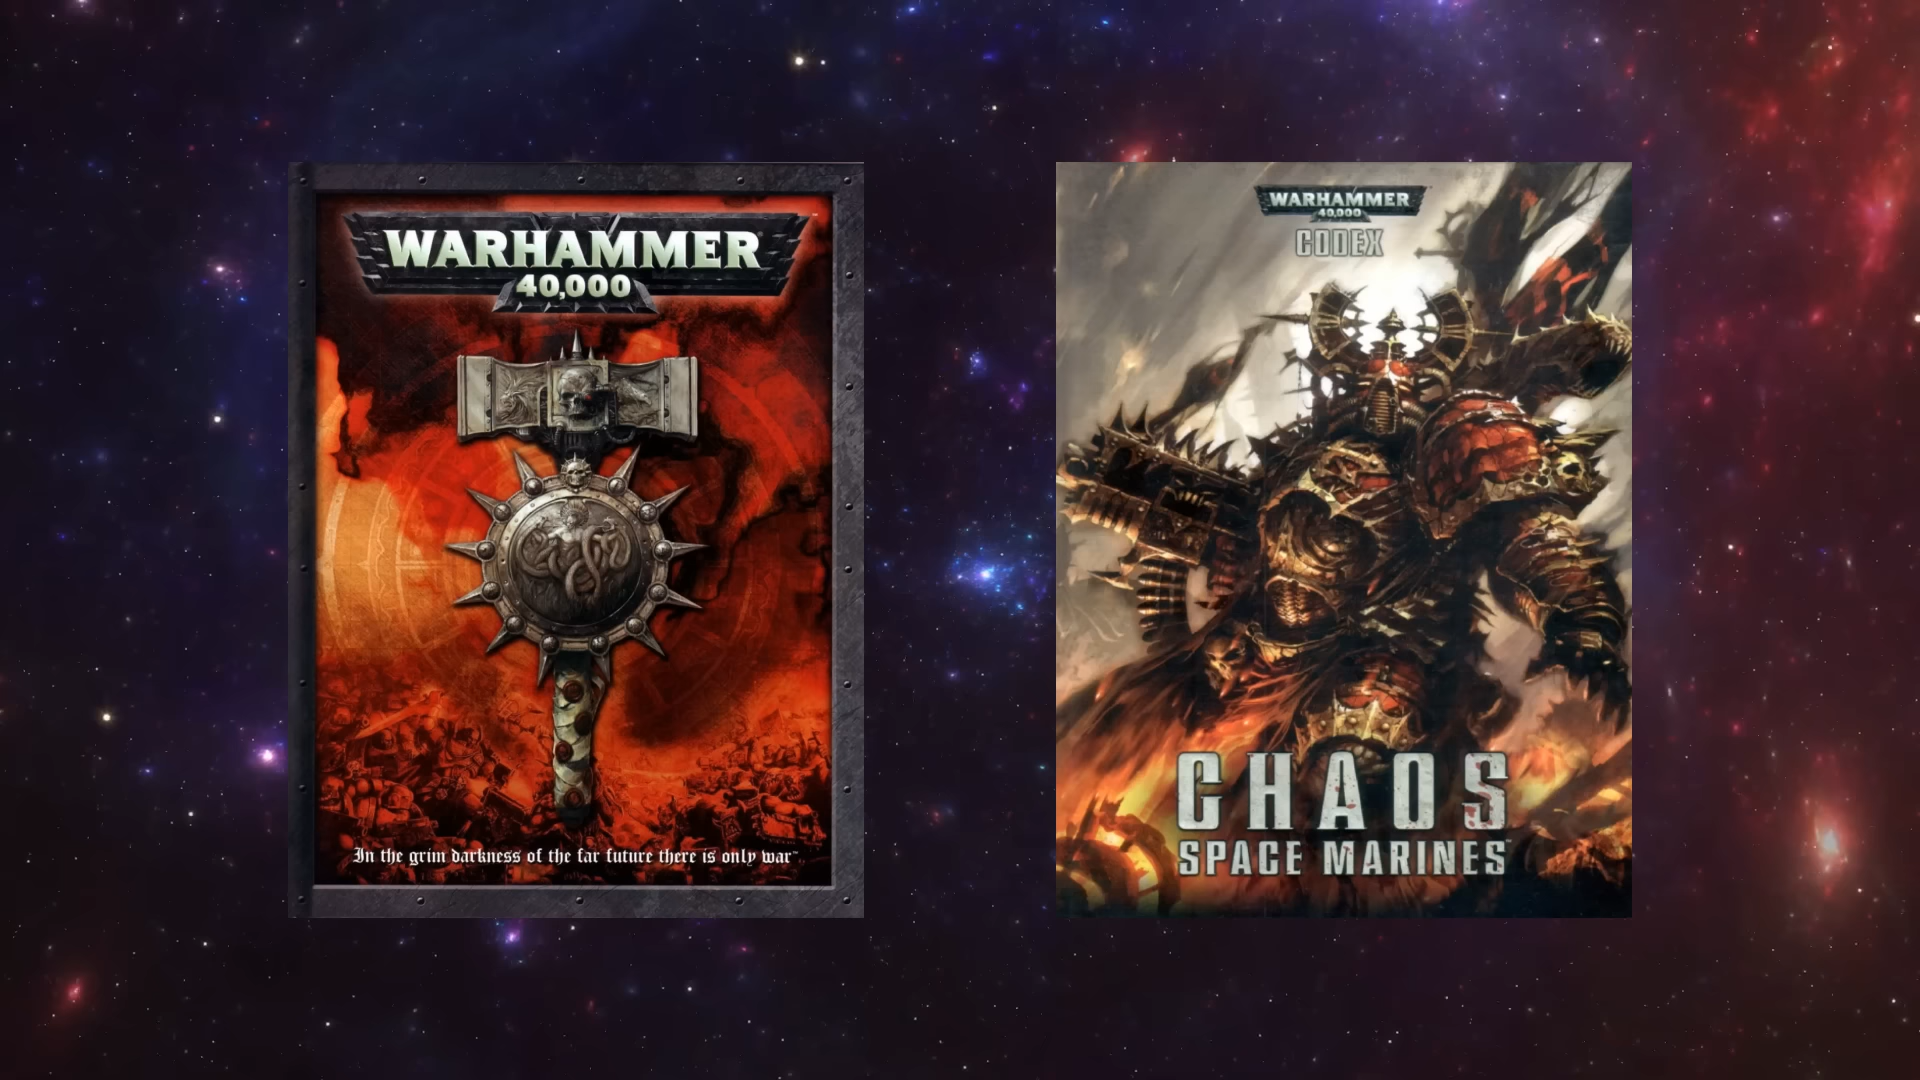 WARHAMMER
40,000
In the grim darkness of the far future there is only war™
WARHAMMER
40,000
CODEX
CHAOS
SPACE MARINES